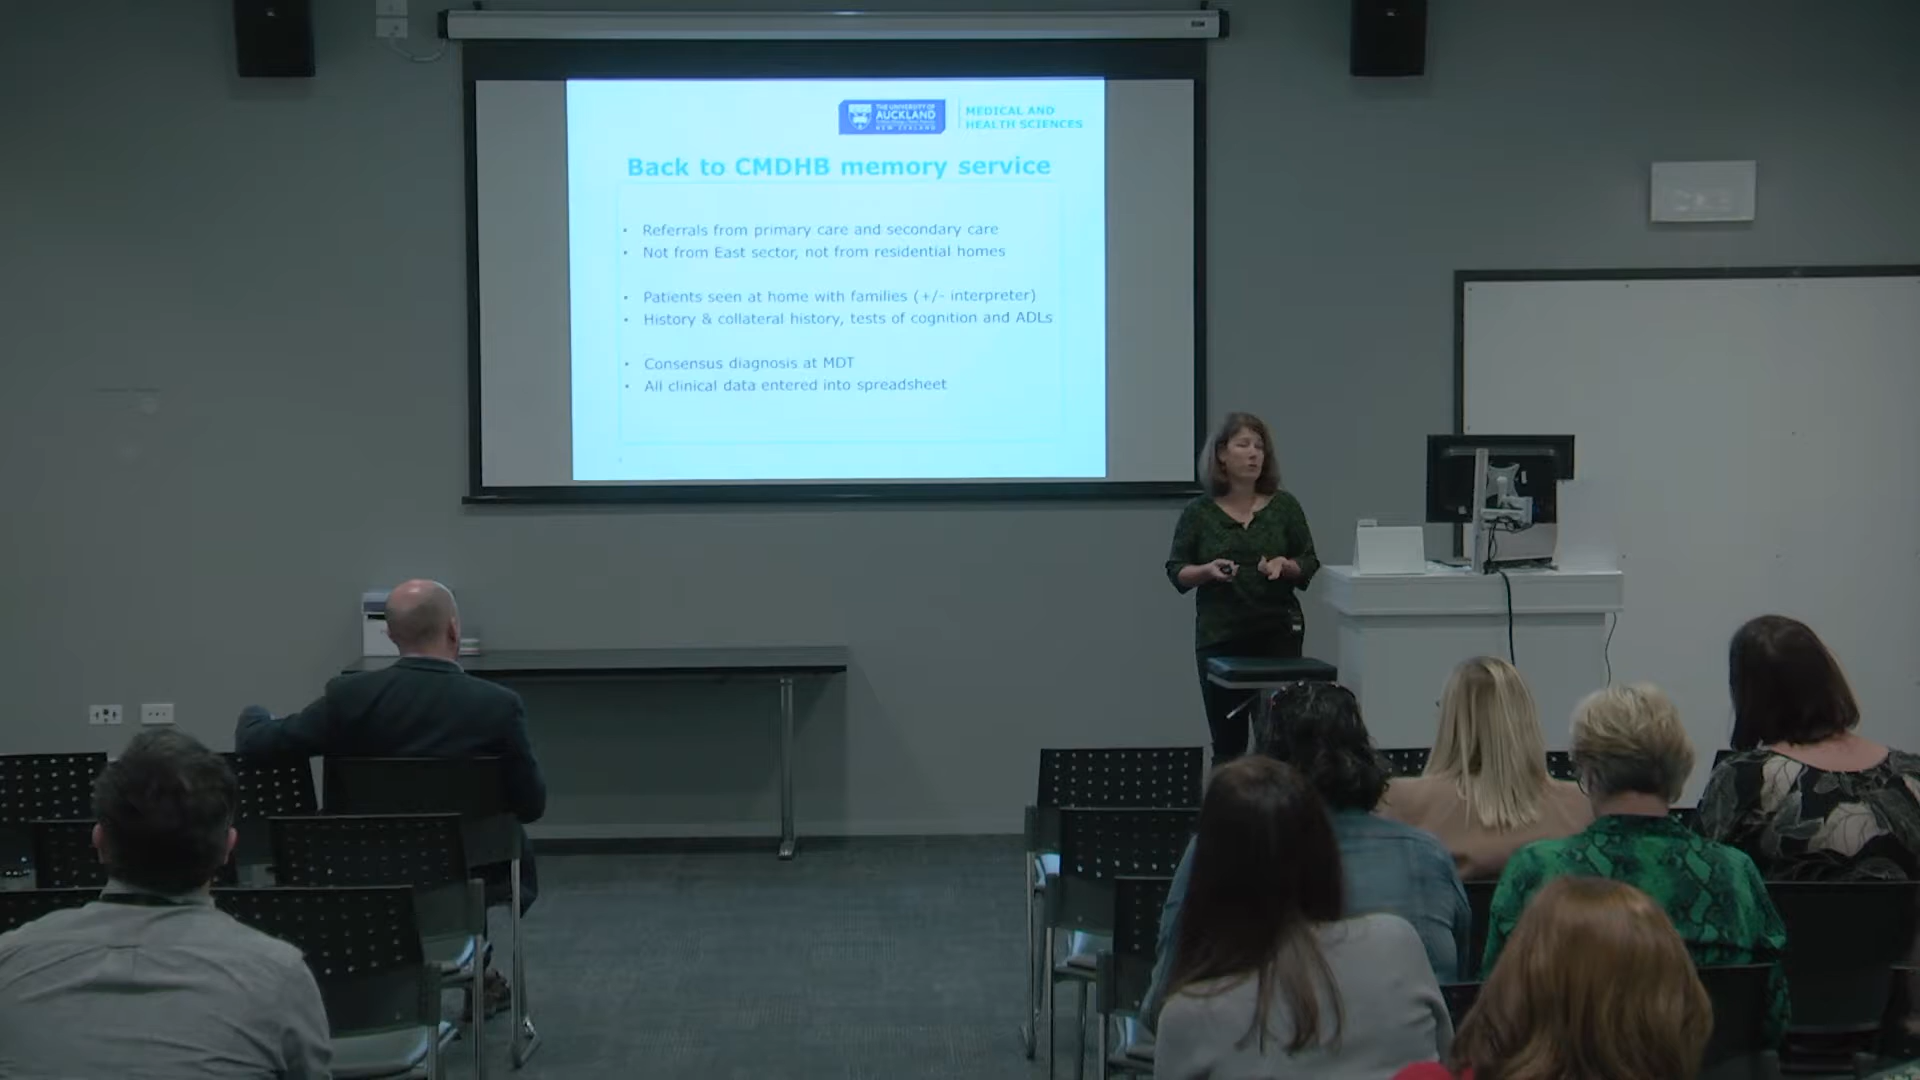 THE UNIVERSITY OF
AUCKLAND
NEW ZEALAND
MEDICAL AND
HEALTH SCIENCES
Back to CMDHB memory service
• Referrals from primary care and secondary care
• Not from East sector, not from residential homes
• Patients seen at home with families (+/- interpreter)
• History & collateral history, tests of cognition and ADLs
• Consensus diagnosis at MDT
• All clinical data entered into spreadsheet